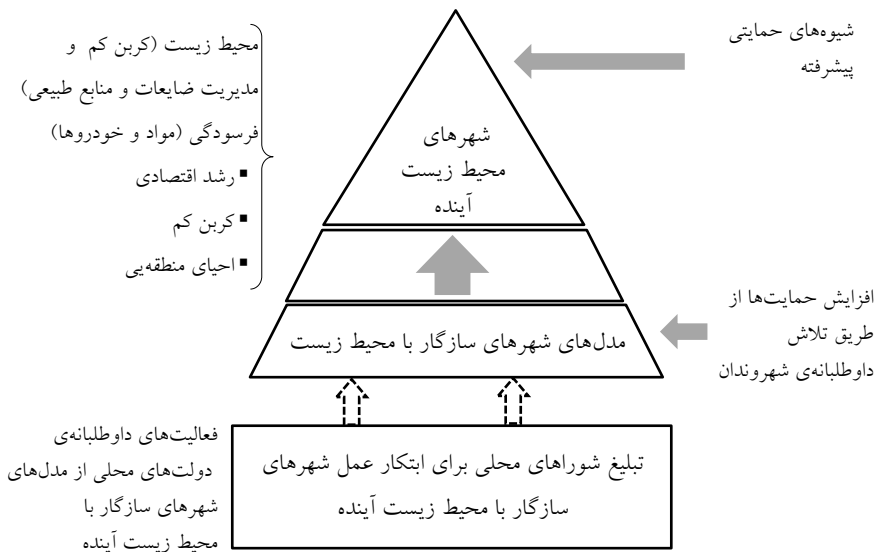 شیوه‌های حمایتی
پیشرفته
محیط زیست (کربن کم و
مدیریت ضایعات و منابع طبیعی)
فرسودگی (مواد و خودروها)
▪ رشد اقتصادی
▪ کربن کم
▪ احیای منطقه‌یی
شهرهای
محیط زیست
آینده
افزایش حمایت‌ها از
طریق تلاش
داوطلبانه‌ی شهروندان
مدل‌های شهرهای سازگار با محیط زیست
تبلیغ شوراهای محلی برای ابتکار عمل شهرهای
سازگار با محیط زیست آینده
فعالیت‌های داوطلبانه‌ی
دولت‌های محلی از مدل‌های
شهرهای سازگار با
محیط زیست آینده